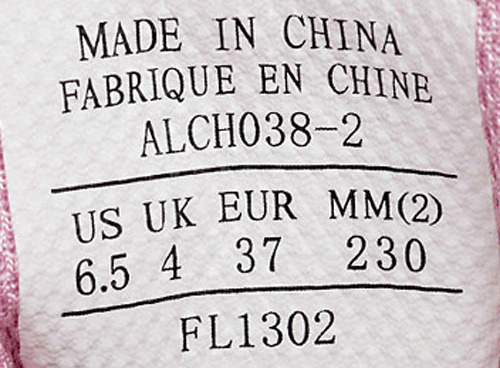 MADE IN CHINA
FABRIQUE EN CHINE
ALCH038-2
US UK EUR MM(2)
6.5 4 37 230
FL1302